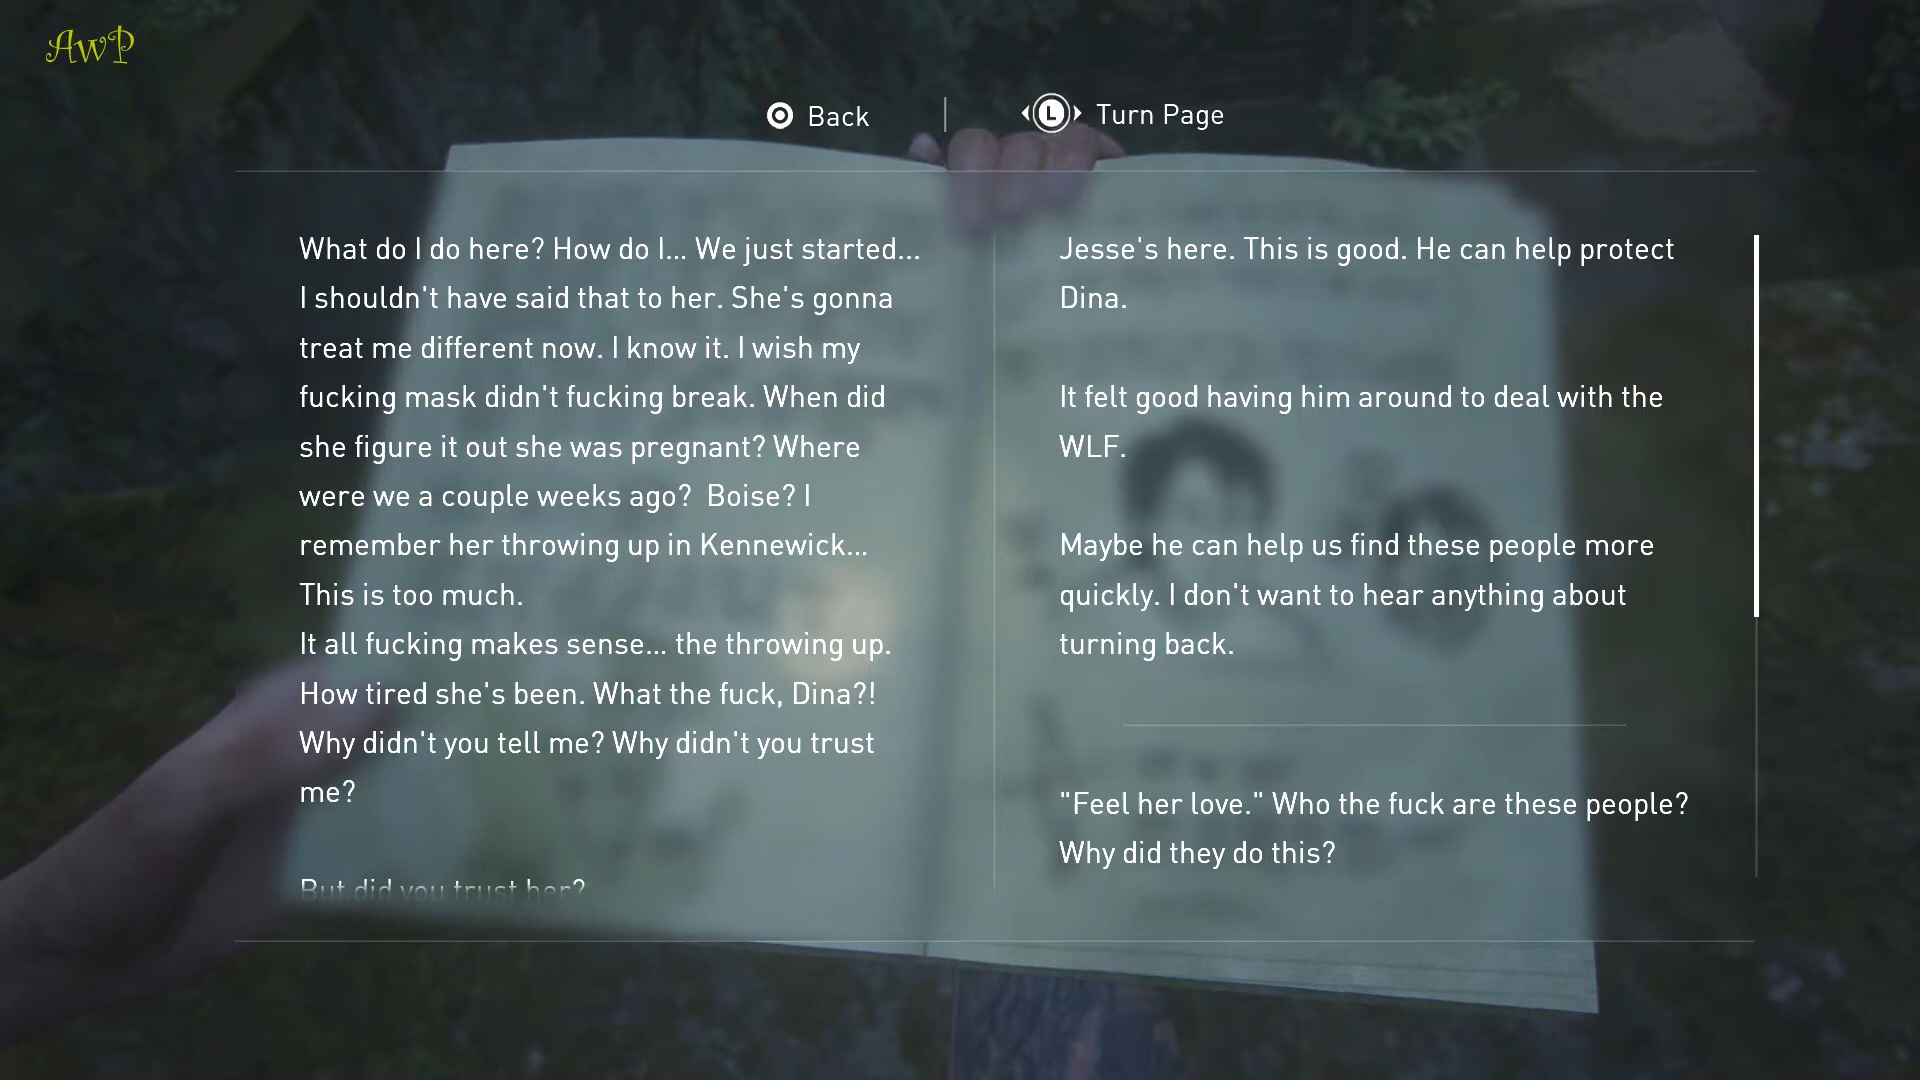 AwP
Back
L Turn Page
What do I do here? How do I... We just started...
I shouldn't have said that to her. She's gonna
treat me different now. I know it. I wish my
fucking mask didn't fucking break. When did
she figure it out she was pregnant? Where
were we a couple weeks ago?  Boise? I
remember her throwing up in Kennewick...
This is too much.
It all fucking makes sense... the throwing up.
How tired she's been. What the fuck, Dina?!
Why didn't you tell me? Why didn't you trust
me?
But did you trust her?
Jesse's here. This is good. He can help protect
Dina.
It felt good having him around to deal with the
WLF.
Maybe he can help us find these people more
quickly. I don't want to hear anything about
turning back.
"Feel her love." Who the fuck are these people?
Why did they do this?